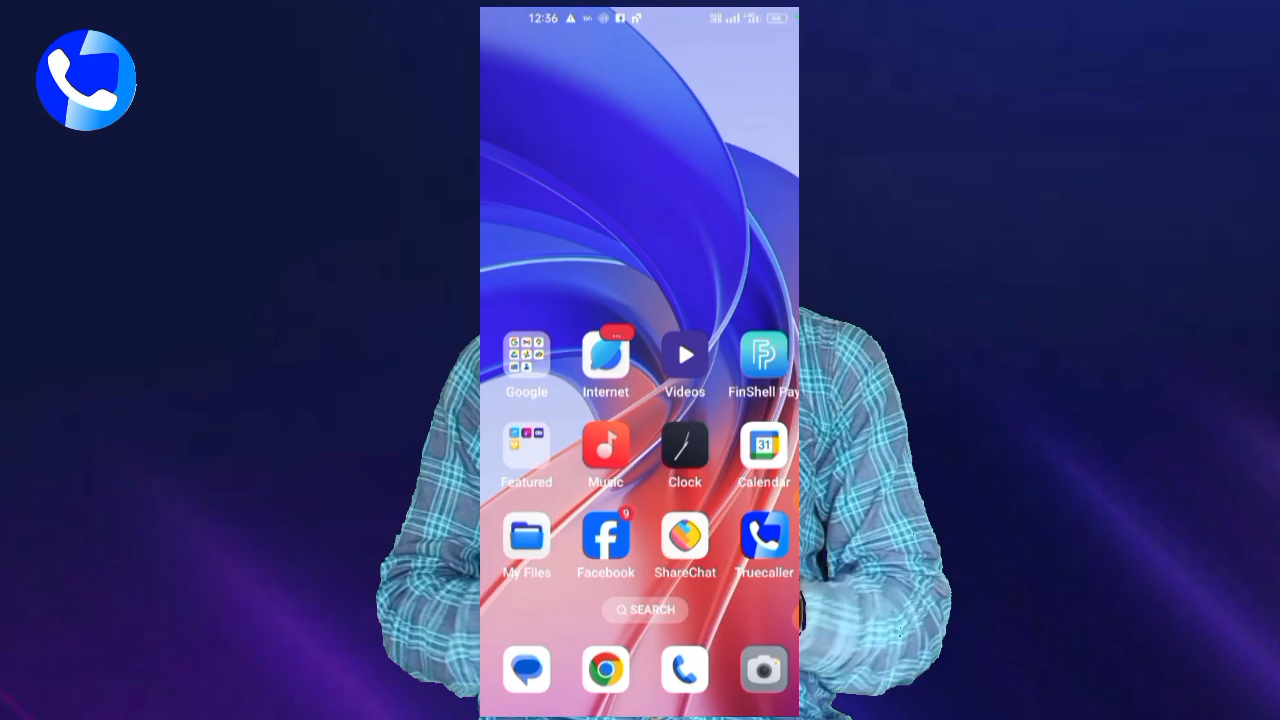 12:36
66
Google Internet Videos FinShell Pay
31
Featured Music Clock Calendar
9
My Files Facebook ShareChat Truecaller
SEARCH